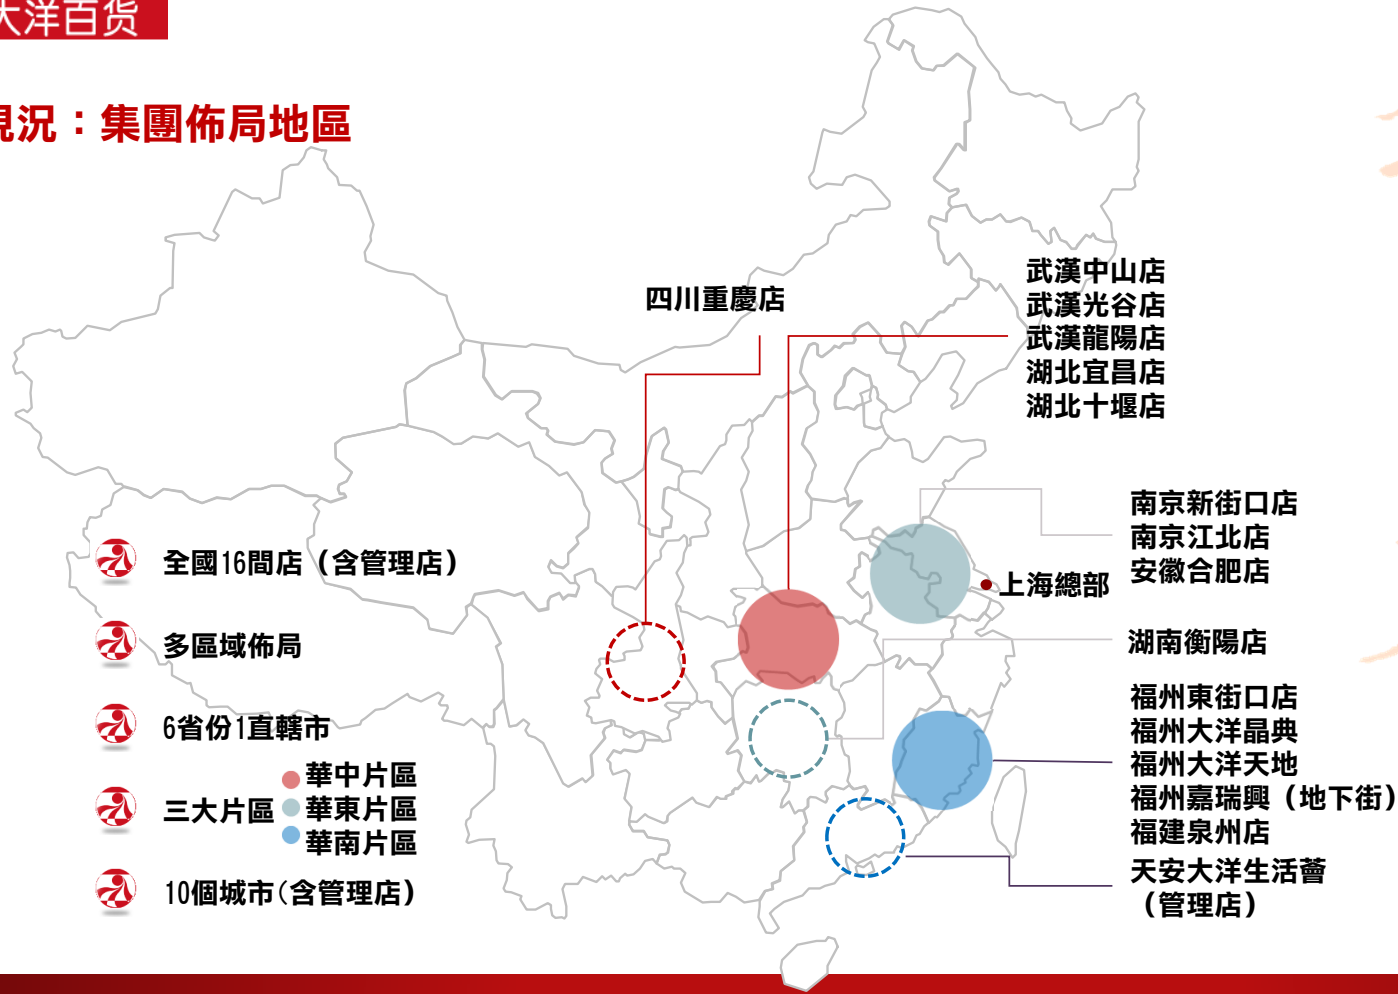 大洋百货
現況：集團佈局地區
四川重慶店
武漢中山店
武漢光谷店
武漢龍陽店
湖北宜昌店
湖北十堰店
南京新街口店
南京江北店
安徽合肥店
上海總部
湖南衡陽店
福州東街口店
福州大洋晶典
福州大洋天地
福州嘉瑞興（地下街）
福建泉州店
天安大洋生活薈
（管理店）
全國16間店（含管理店）
多區域佈局
6省份1直轄市
三大片區
華中片區
華東片區
華南片區
10個城市(含管理店)